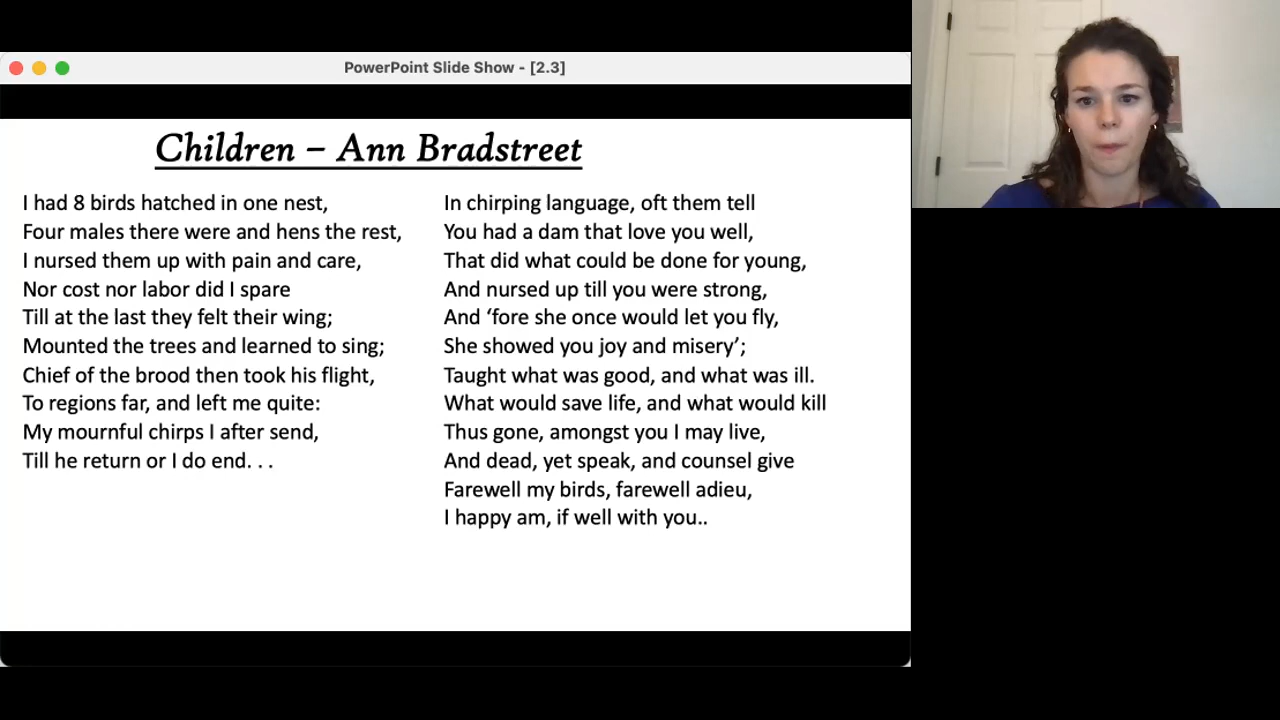 PowerPoint Slide Show - [2.3]
Children – Ann Bradstreet
I had 8 birds hatched in one nest,
Four males there were and hens the rest,
I nursed them up with pain and care,
Nor cost nor labor did I spare
Till at the last they felt their wing;
Mounted the trees and learned to sing;
Chief of the brood then took his flight,
To regions far, and left me quite:
My mournful chirps I after send,
Till he return or I do end. . .
In chirping language, oft them tell
You had a dam that love you well,
That did what could be done for young,
And nursed up till you were strong,
And ‘fore she once would let you fly,
She showed you joy and misery’;
Taught what was good, and what was ill.
What would save life, and what would kill
Thus gone, amongst you I may live,
And dead, yet speak, and counsel give
Farewell my birds, farewell adieu,
I happy am, if well with you..